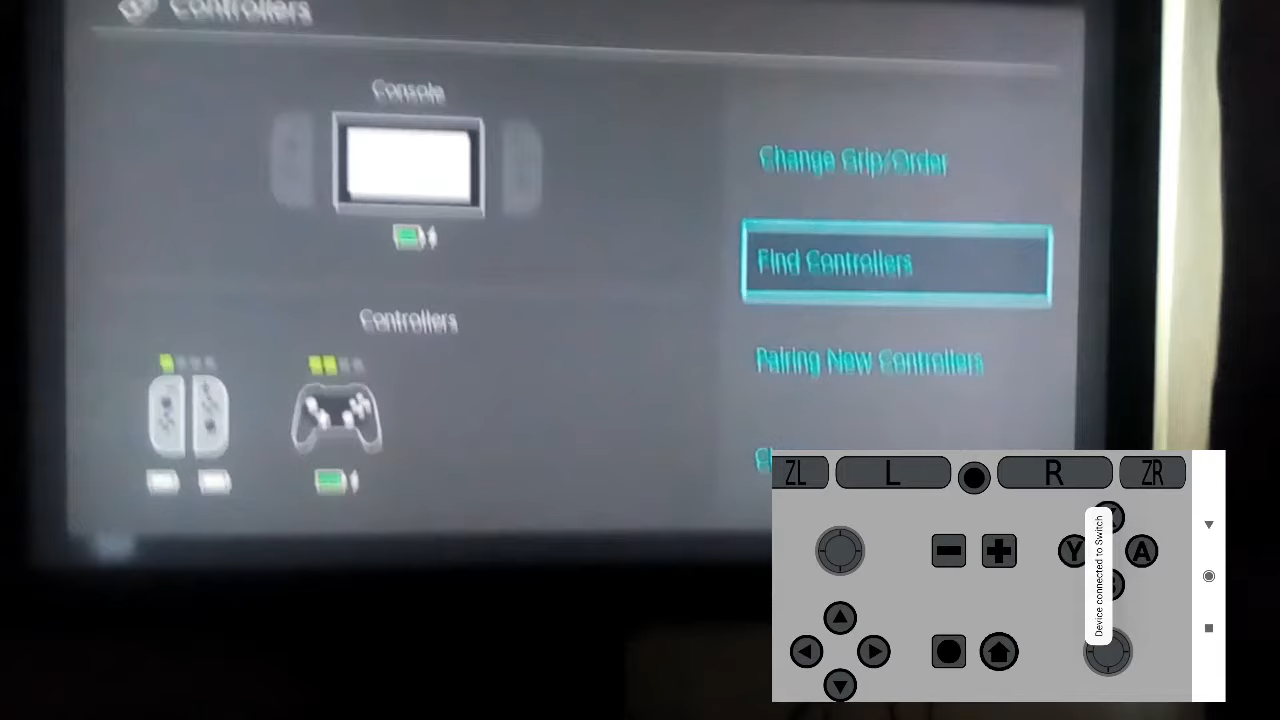 Controllers
Console
Change Grip/Order
Find Controllers
Controllers
Pairing New Controllers
ZL
L
R
ZR
Y
A
Device connected to Switch